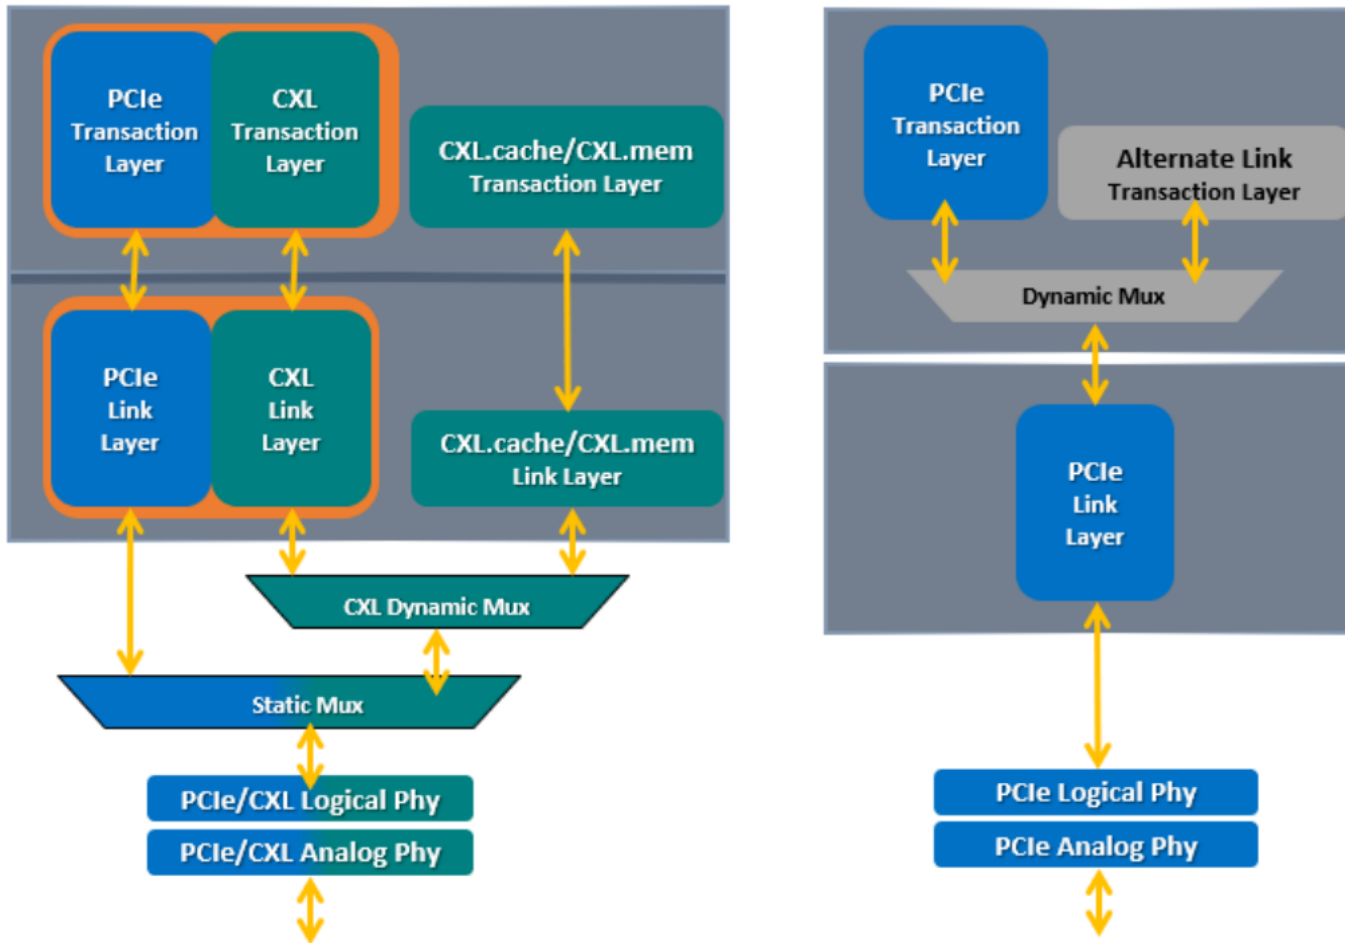 PCIe
Transaction
Layer
CXL
Transaction
Layer
CXL.cache/CXL.mem
Transaction Layer
PCIe
Link
Layer
CXL
Link
Layer
CXL.cache/CXL.mem
Link Layer
CXL Dynamic Mux
Static Mux
PCIe/CXL Logical Phy
PCIe/CXL Analog Phy
PCIe
Transaction
Layer
Alternate Link
Transaction Layer
Dynamic Mux
PCIe
Link
Layer
PCIe Logical Phy
PCIe Analog Phy